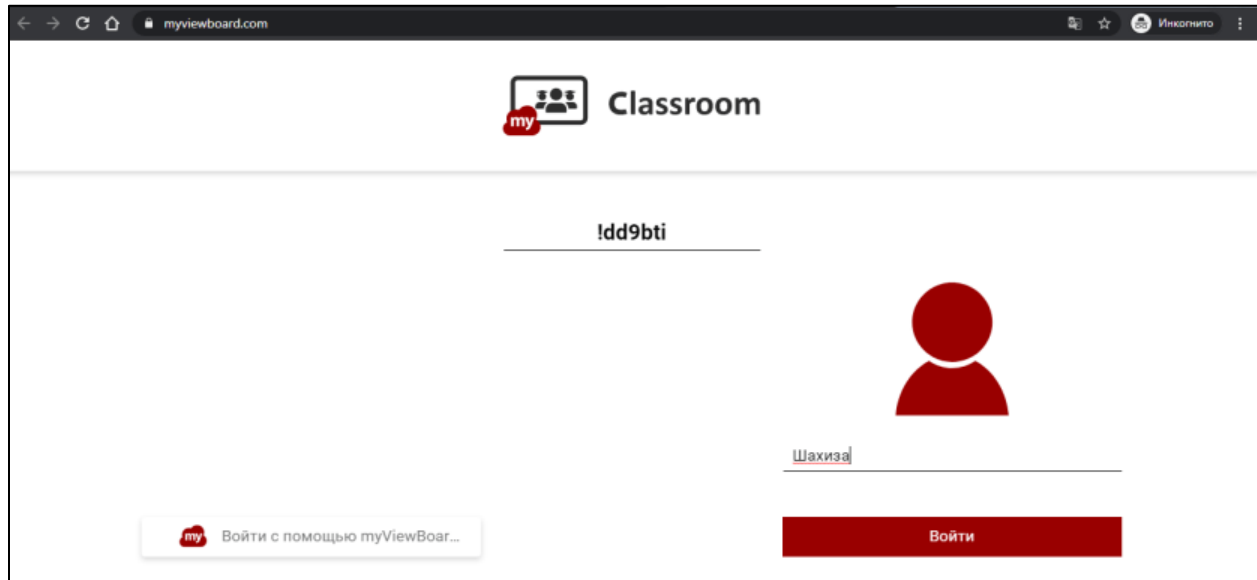 myviewboard.com
Инкогнито
my
Classroom
!dd9bti
Шахиза
my Войти с помощью myViewBoar...
Войти